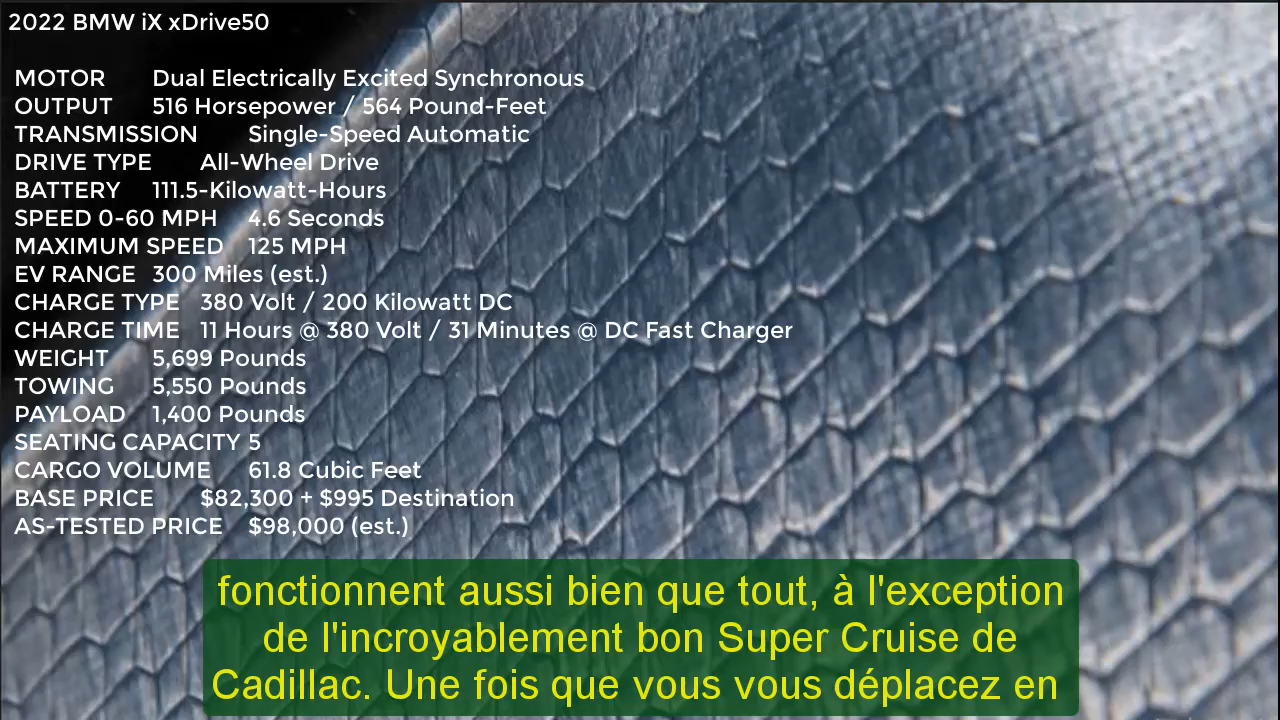 2022 BMW iX xDrive50
MOTOR Dual Electrically Excited Synchronous
OUTPUT 516 Horsepower / 564 Pound-Feet
TRANSMISSION Single-Speed Automatic
DRIVE TYPE All-Wheel Drive
BATTERY 111.5-Kilowatt-Hours
SPEED 0-60 MPH 4.6 Seconds
MAXIMUM SPEED 125 MPH
EV RANGE 300 Miles (est.)
CHARGE TYPE 380 Volt / 200 Kilowatt DC
CHARGE TIME 11 Hours @ 380 Volt / 31 Minutes @ DC Fast Charger
WEIGHT 5,699 Pounds
TOWING 5,550 Pounds
PAYLOAD 1,400 Pounds
SEATING CAPACITY 5
CARGO VOLUME 61.8 Cubic Feet
BASE PRICE $82,300 + $995 Destination
AS-TESTED PRICE $98,000 (est.)
fonctionnent aussi bien que tout, à l'exception
de l'incroyablement bon Super Cruise de
Cadillac. Une fois que vous vous déplacez en